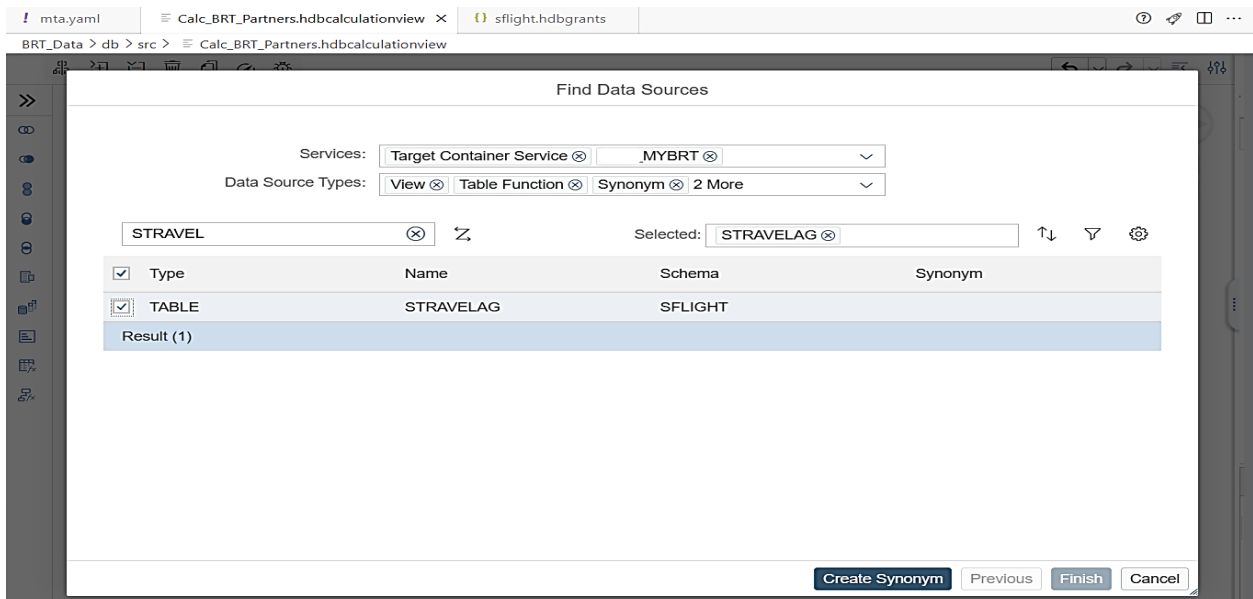 ! mta.yaml Calc_BRT_Partners.hdbcalculationview {} sflight.hdbgrants
BRT_Data > db > src > Calc_BRT_Partners.hdbcalculationview
Find Data Sources
Services: Target Container Service _MYBRT
Data Source Types: View Table Function Synonym 2 More
STRAVEL Selected: STRAVELAG
Type Name Schema Synonym
TABLE STRAVELAG SFLIGHT
Result (1)
Create Synonym Previous Finish Cancel